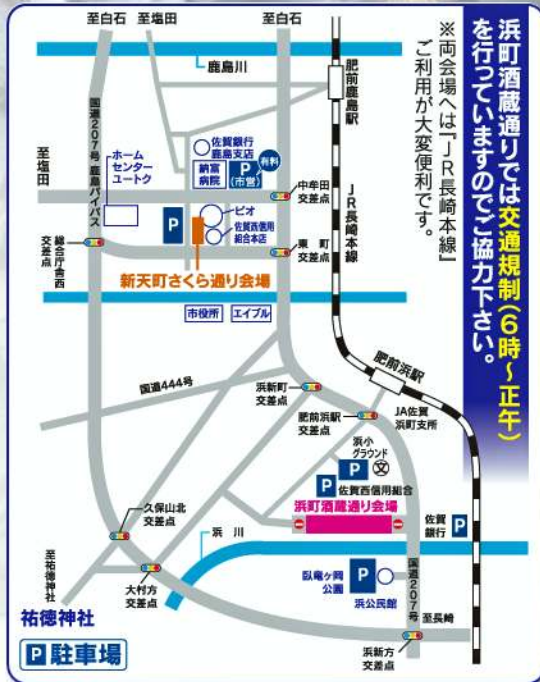 浜町酒蔵通りでは交通規制(6時～正午)
を行っていますのでご協力下さい。
※両会場へは『JR長崎本線』
ご利用が大変便利です。
至白石
至塩田
至白石
鹿島川
肥前鹿島駅
国道207号 鹿島バイパス
佐賀銀行
鹿島支店
納富
病院
P
(市営)
有料
至塩田
ホーム
センター
ユートク
中牟田
交差点
JR長崎本線
P
ピオ
佐賀西信用
組合本店
総合庁舎西
交差点
東町
交差点
新天町さくら通り会場
市役所
エイブル
国道444号
肥前浜駅
浜新町
交差点
肥前浜駅
交差点
JA佐賀
浜町支所
浜小
グラウンド
P
文
P
佐賀西信用組合
浜町酒蔵通り会場
久保山北
交差点
浜川
佐賀
銀行
P
至祐徳神社
大村方
交差点
臥竜ヶ岡
公園
P
浜公民館
国道207号
至長崎
祐徳神社
浜新方
交差点
P 駐車場